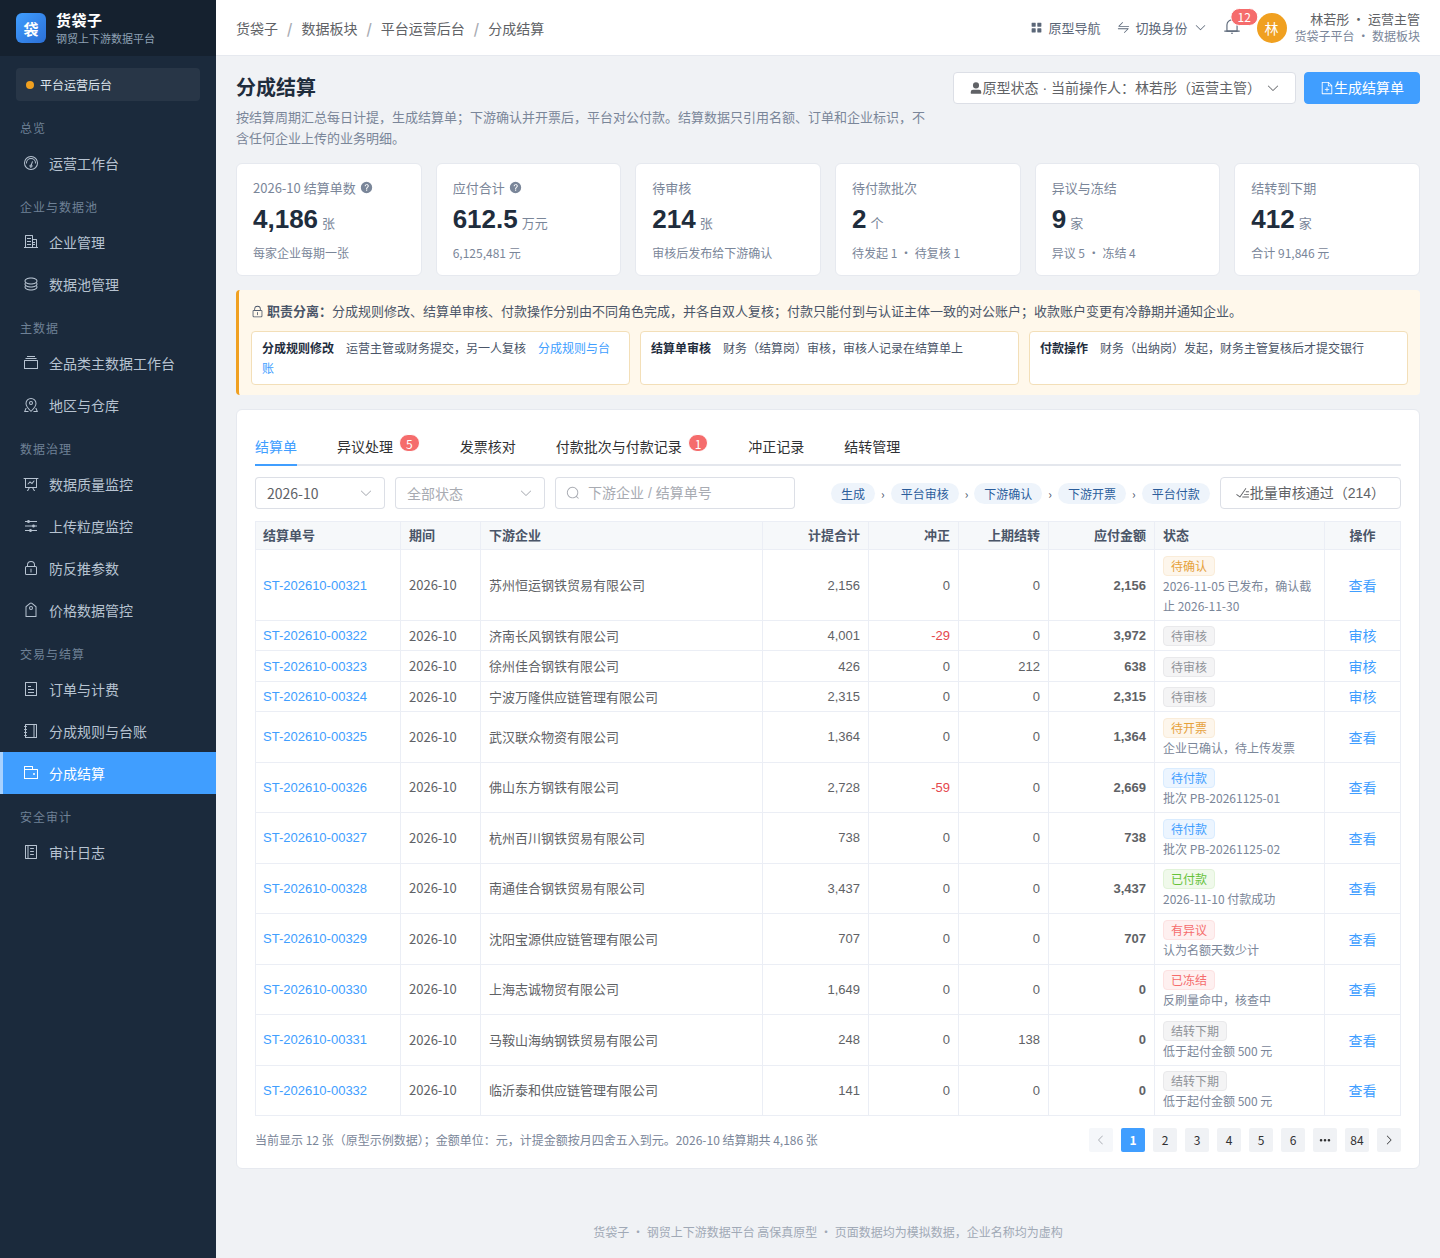 袋
货袋子
钢贸上下游数据平台
平台运营后台
总览
运营工作台
企业与数据池
企业管理
数据池管理
主数据
全品类主数据工作台
地区与仓库
数据治理
数据质量监控
上传粒度监控
防反推参数
价格数据管控
交易与结算
订单与计费
分成规则与台账
分成结算
安全审计
审计日志
货袋子 / 数据板块 / 平台运营后台 / 分成结算
原型导航 切换身份 12 林 林若彤 · 运营主管
货袋子平台 · 数据板块
分成结算
按结算周期汇总每日计提，生成结算单；下游确认并开票后，平台对公付款。结算数据只引用名额、订单和企业标识，不
含任何企业上传的业务明细。
原型状态 · 当前操作人：林若彤（运营主管）
生成结算单
2026-10 结算单数
4,186 张
每家企业每期一张
应付合计
612.5 万元
6,125,481 元
待审核
214 张
审核后发布给下游确认
待付款批次
2 个
待发起 1 · 待复核 1
异议与冻结
9 家
异议 5 · 冻结 4
结转到下期
412 家
合计 91,846 元
职责分离：分成规则修改、结算单审核、付款操作分别由不同角色完成，并各自双人复核；付款只能付到与认证主体一致的对公账户；收款账户变更有冷静期并通知企业。
分成规则修改 运营主管或财务提交，另一人复核 分成规则与台
账
结算单审核 财务（结算岗）审核，审核人记录在结算单上
付款操作 财务（出纳岗）发起，财务主管复核后才提交银行
结算单 异议处理 5 发票核对 付款批次与付款记录 1 冲正记录 结转管理
2026-10 全部状态 下游企业 / 结算单号 生成 › 平台审核 › 下游确认 › 下游开票 › 平台付款 批量审核通过（214）
结算单号 期间 下游企业 计提合计 冲正 上期结转 应付金额 状态 操作
ST-202610-00321 2026-10 苏州恒运钢铁贸易有限公司 2,156 0 0 2,156 待确认 查看
2026-11-05 已发布，确认截
止 2026-11-30
ST-202610-00322 2026-10 济南长风钢铁有限公司 4,001 -29 0 3,972 待审核 审核
ST-202610-00323 2026-10 徐州佳合钢铁有限公司 426 0 212 638 待审核 审核
ST-202610-00324 2026-10 宁波万隆供应链管理有限公司 2,315 0 0 2,315 待审核 审核
ST-202610-00325 2026-10 武汉联众物资有限公司 1,364 0 0 1,364 待开票 查看
企业已确认，待上传发票
ST-202610-00326 2026-10 佛山东方钢铁有限公司 2,728 -59 0 2,669 待付款 查看
批次 PB-20261125-01
ST-202610-00327 2026-10 杭州百川钢铁贸易有限公司 738 0 0 738 待付款 查看
批次 PB-20261125-02
ST-202610-00328 2026-10 南通佳合钢铁贸易有限公司 3,437 0 0 3,437 已付款 查看
2026-11-10 付款成功
ST-202610-00329 2026-10 沈阳宝源供应链管理有限公司 707 0 0 707 有异议 查看
认为名额天数少计
ST-202610-00330 2026-10 上海志诚物贸有限公司 1,649 0 0 0 已冻结 查看
反刷量命中，核查中
ST-202610-00331 2026-10 马鞍山海纳钢铁贸易有限公司 248 0 138 0 结转下期 查看
低于起付金额 500 元
ST-202610-00332 2026-10 临沂泰和供应链管理有限公司 141 0 0 0 结转下期 查看
低于起付金额 500 元
当前显示 12 张（原型示例数据）；金额单位：元，计提金额按月四舍五入到元。2026-10 结算期共 4,186 张
1 2 3 4 5 6 ••• 84
货袋子 · 钢贸上下游数据平台 高保真原型 · 页面数据均为模拟数据，企业名称均为虚构